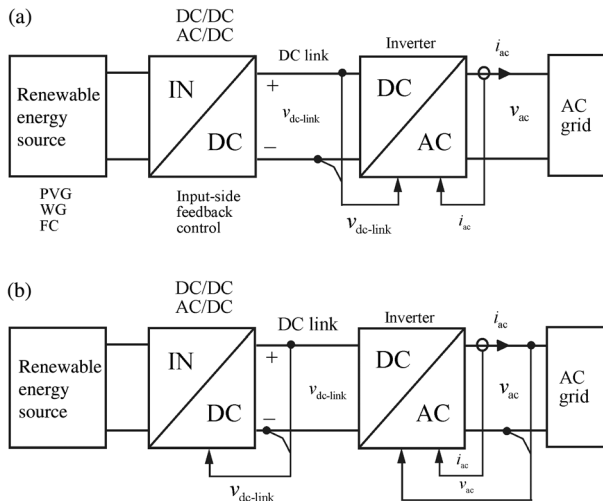 (a)
DC/DC
AC/DC
DC link
Inverter
i_ac
Renewable
energy
source
IN
DC
+
v_dc-link
−
DC
AC
v_ac
AC
grid
PVG
WG
FC
Input-side
feedback
control
v_dc-link
i_ac
(b)
DC/DC
AC/DC
DC link
Inverter
i_ac
Renewable
energy
source
IN
DC
+
v_dc-link
−
DC
AC
v_ac
AC
grid
v_dc-link
i_ac
v_ac